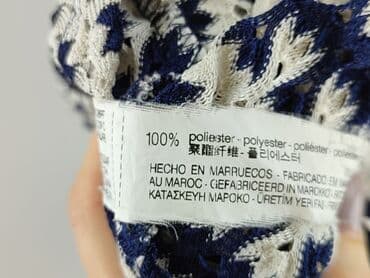 100% poliester - polyester - poliéster - polies
聚酯纤维 - 폴리에스터
HECHO EN MARRUECOS - FABRICADO EM
AU MAROC - GEFABRICEERD IN MAROKKO
ΚΑΤΑΣΚΕΥΗ ΜΑΡΟΚΟ - ÜRETİM YERİ FAS